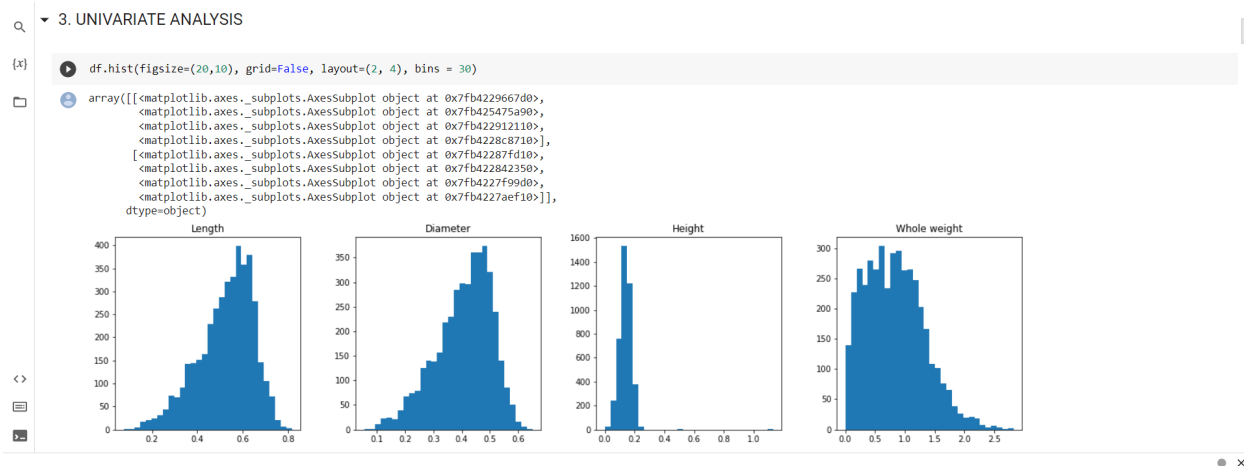 3. UNIVARIATE ANALYSIS
{x}
df.hist(figsize=(20,10), grid=False, layout=(2, 4), bins = 30)
array([[<matplotlib.axes._subplots.AxesSubplot object at 0x7fb4229667d0>,
<matplotlib.axes._subplots.AxesSubplot object at 0x7fb425475a90>,
<matplotlib.axes._subplots.AxesSubplot object at 0x7fb422912110>,
<matplotlib.axes._subplots.AxesSubplot object at 0x7fb4228c8710>],
[<matplotlib.axes._subplots.AxesSubplot object at 0x7fb42287fd10>,
<matplotlib.axes._subplots.AxesSubplot object at 0x7fb422842350>,
<matplotlib.axes._subplots.AxesSubplot object at 0x7fb4227f99d0>,
<matplotlib.axes._subplots.AxesSubplot object at 0x7fb4227aef10>]],
dtype=object)
Length
400
350
300
250
200
150
100
50
0
0.2 0.4 0.6 0.8
Diameter
350
300
250
200
150
100
50
0
0.1 0.2 0.3 0.4 0.5 0.6
Height
1600
1400
1200
1000
800
600
400
200
0
0.0 0.2 0.4 0.6 0.8 1.0
Whole weight
300
250
200
150
100
50
0
0.0 0.5 1.0 1.5 2.0 2.5